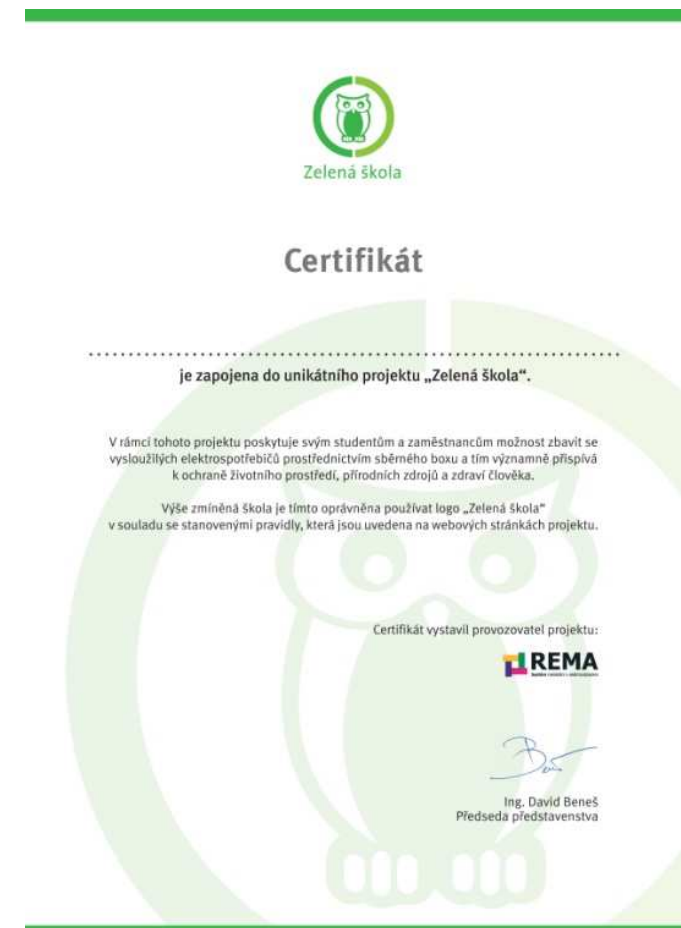 Zelená škola
Certifikát
........................................................................
je zapojena do unikátního projektu „Zelená škola“.
V rámci tohoto projektu poskytuje svým studentům a zaměstnancům možnost zbavit se
vysloužilých elektrospotřebičů prostřednictvím sběrného boxu a tím významně přispívá
k ochraně životního prostředí, přírodních zdrojů a zdraví člověka.
Výše zmíněná škola je tímto oprávněna používat logo „Zelená škola“
v souladu se stanovenými pravidly, která jsou uvedena na webových stránkách projektu.
Certifikát vystavil provozovatel projektu:
REMA
Ing. David Beneš
Předseda představenstva